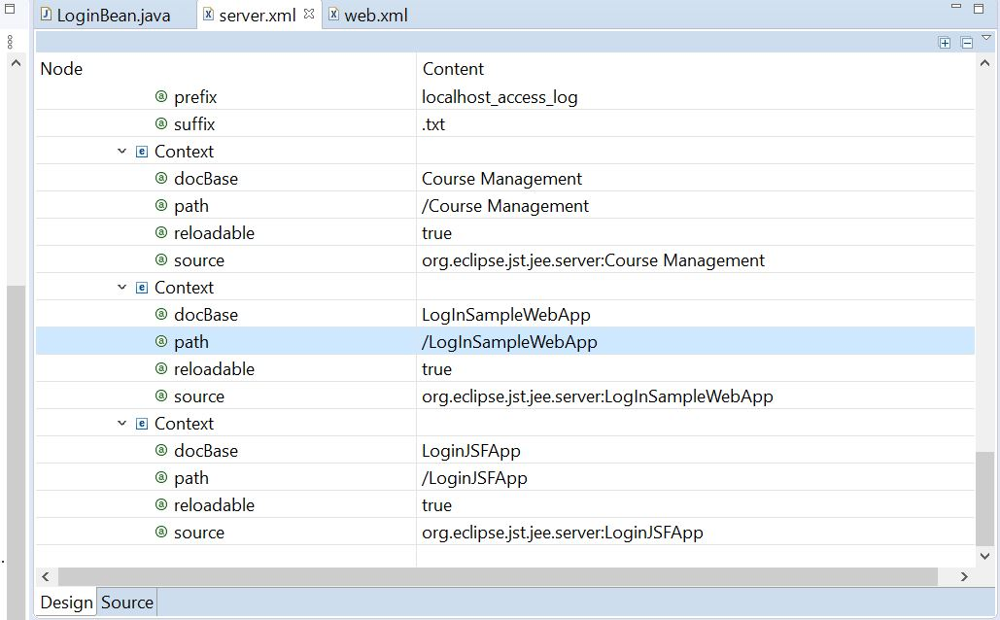 LoginBean.java server.xml web.xml
Node Content
prefix localhost_access_log
suffix .txt
Context
docBase Course Management
path /Course Management
reloadable true
source org.eclipse.jst.jee.server:Course Management
Context
docBase LogInSampleWebApp
path /LogInSampleWebApp
reloadable true
source org.eclipse.jst.jee.server:LogInSampleWebApp
Context
docBase LoginJSFApp
path /LoginJSFApp
reloadable true
source org.eclipse.jst.jee.server:LoginJSFApp
Design Source